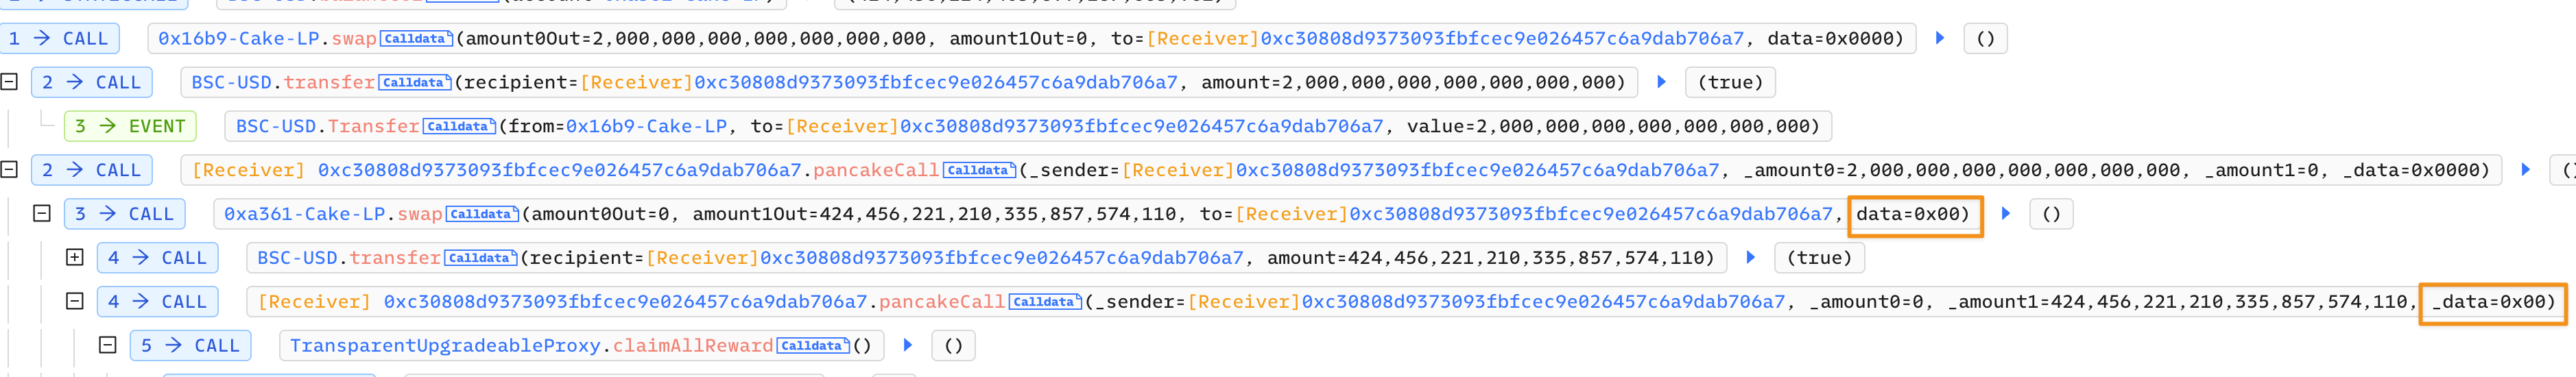 1 → CALL 0x16b9-Cake-LP.swap Calldata (amount0Out=2,000,000,000,000,000,000,000, amount1Out=0, to=[Receiver]0xc30808d9373093fbfcec9e026457c6a9dab706a7, data=0x0000) ()
2 → CALL BSC-USD.transfer Calldata (recipient=[Receiver]0xc30808d9373093fbfcec9e026457c6a9dab706a7, amount=2,000,000,000,000,000,000,000) (true)
3 → EVENT BSC-USD.Transfer Calldata (from=0x16b9-Cake-LP, to=[Receiver]0xc30808d9373093fbfcec9e026457c6a9dab706a7, value=2,000,000,000,000,000,000,000)
2 → CALL [Receiver] 0xc30808d9373093fbfcec9e026457c6a9dab706a7.pancakeCall Calldata (_sender=[Receiver]0xc30808d9373093fbfcec9e026457c6a9dab706a7, _amount0=2,000,000,000,000,000,000,000, _amount1=0, _data=0x0000) (
3 → CALL 0xa361-Cake-LP.swap Calldata (amount0Out=0, amount1Out=424,456,221,210,335,857,574,110, to=[Receiver]0xc30808d9373093fbfcec9e026457c6a9dab706a7, data=0x00) ()
4 → CALL BSC-USD.transfer Calldata (recipient=[Receiver]0xc30808d9373093fbfcec9e026457c6a9dab706a7, amount=424,456,221,210,335,857,574,110) (true)
4 → CALL [Receiver] 0xc30808d9373093fbfcec9e026457c6a9dab706a7.pancakeCall Calldata (_sender=[Receiver]0xc30808d9373093fbfcec9e026457c6a9dab706a7, _amount0=0, _amount1=424,456,221,210,335,857,574,110, _data=0x00)
5 → CALL TransparentUpgradeableProxy.claimAllReward Calldata () ()